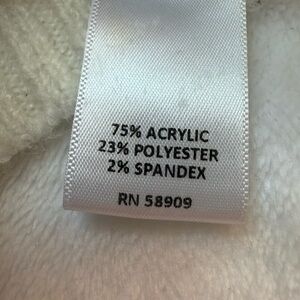 75% ACRYLIC
23% POLYESTER
2% SPANDEX
RN 58909